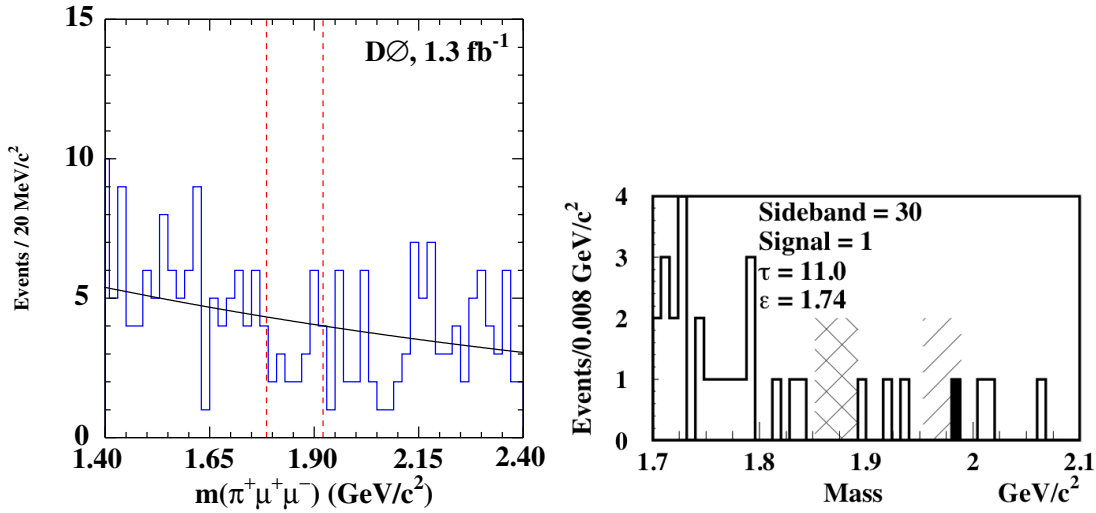 15
10
5
0
Events / 20 MeV/c²
DØ, 1.3 fb⁻¹
1.40 1.65 1.90 2.15 2.40
m(π⁺μ⁺μ⁻) (GeV/c²)
4
3
2
1
0
Events/0.008 GeV/c²
Sideband = 30
Signal = 1
τ = 11.0
ε = 1.74
1.7 1.8 1.9 2 2.1
Mass GeV/c²